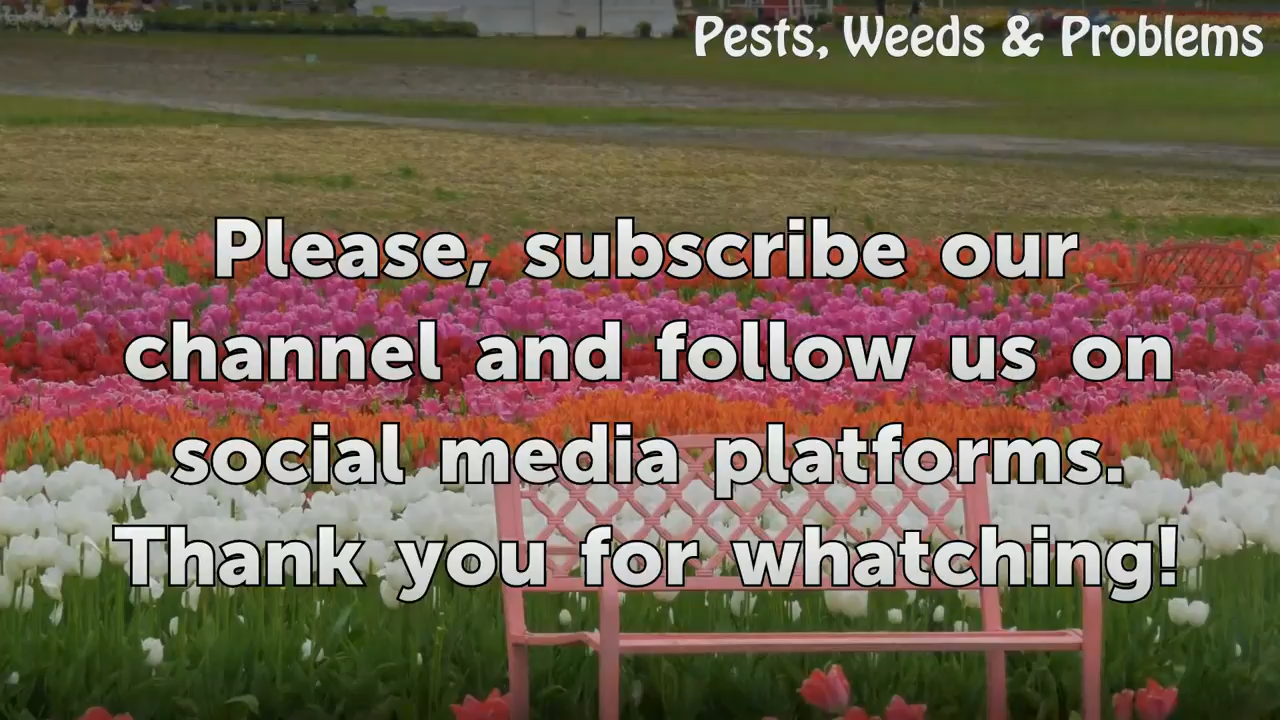 Pests, Weeds & Problems
Please, subscribe our
channel and follow us on
social media platforms.
Thank you for whatching!